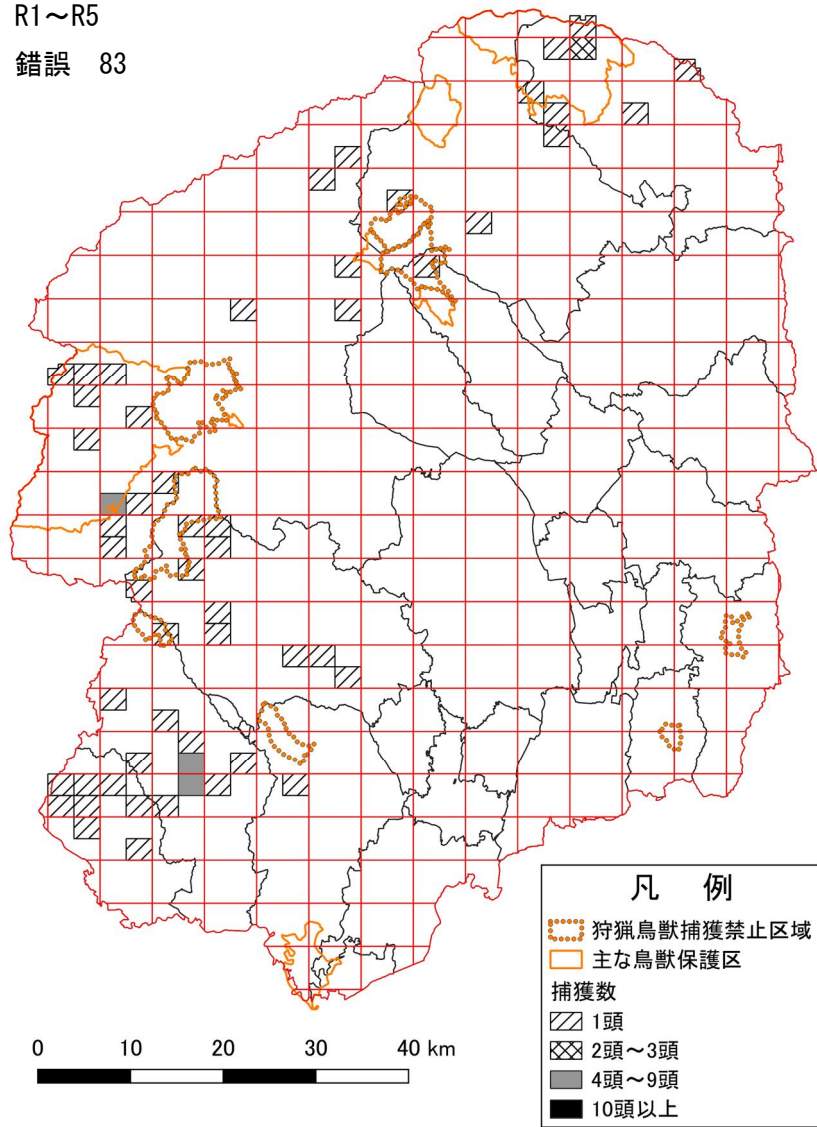 R1～R5
錯誤　83
凡　例
狩猟鳥獣捕獲禁止区域
主な鳥獣保護区
捕獲数
1頭
2頭～3頭
4頭～9頭
10頭以上
0 10 20 30 40 km